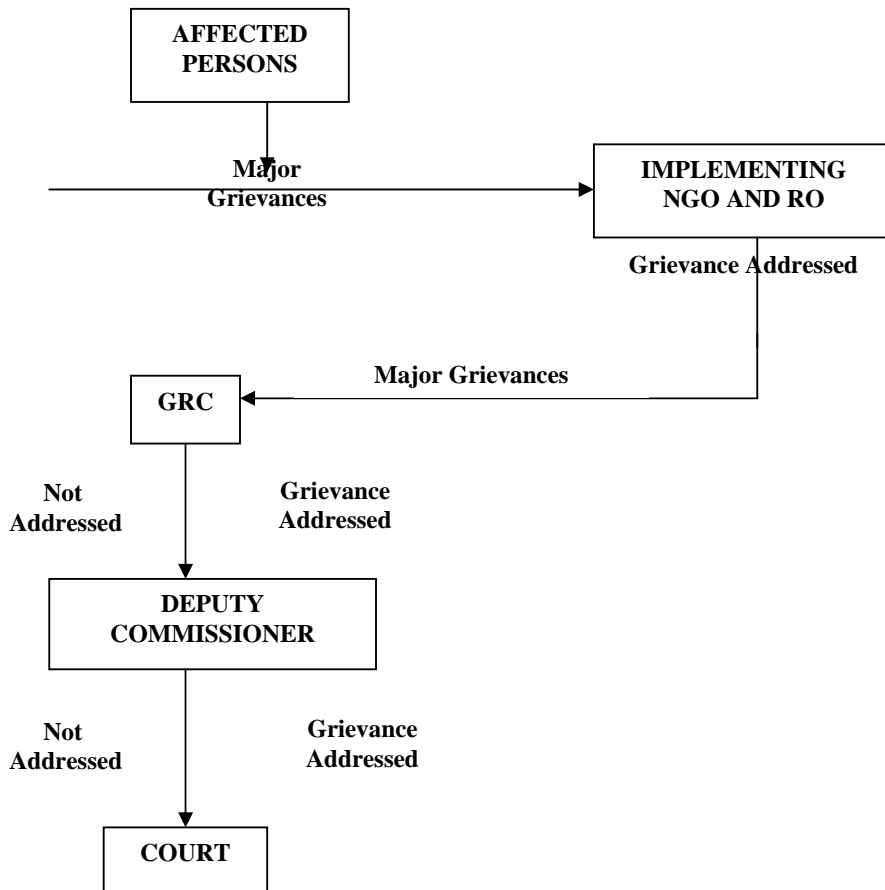 AFFECTED
PERSONS
Major
Grievances
IMPLEMENTING
NGO AND RO
Grievance Addressed
Major Grievances
GRC
Not
Addressed
Grievance
Addressed
DEPUTY
COMMISSIONER
Not
Addressed
Grievance
Addressed
COURT